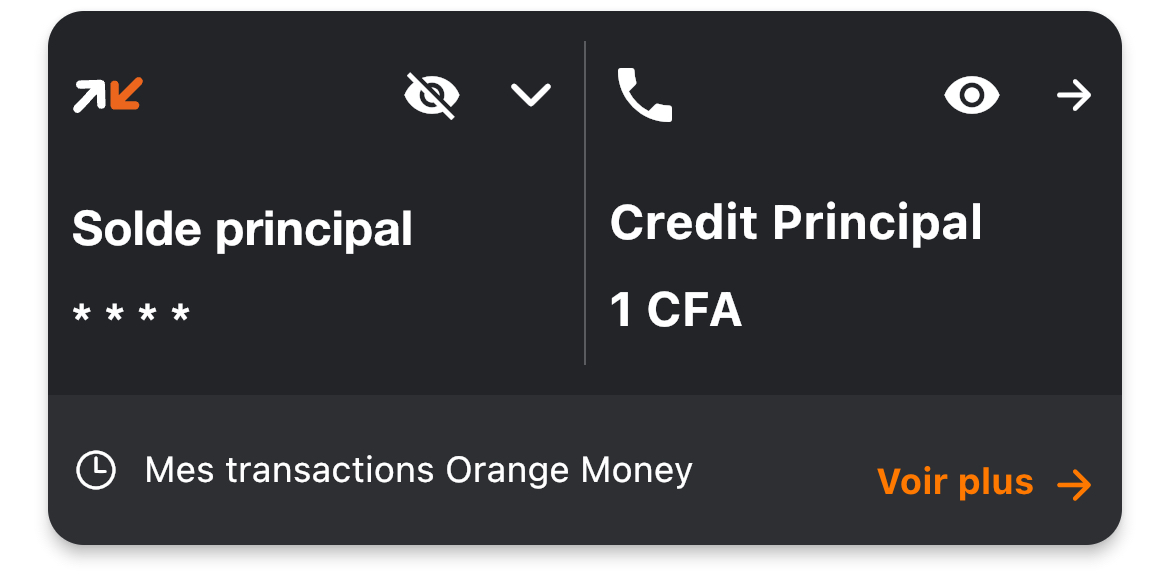 Solde principal
* * * *
Credit Principal
1 CFA
Mes transactions Orange Money
Voir plus